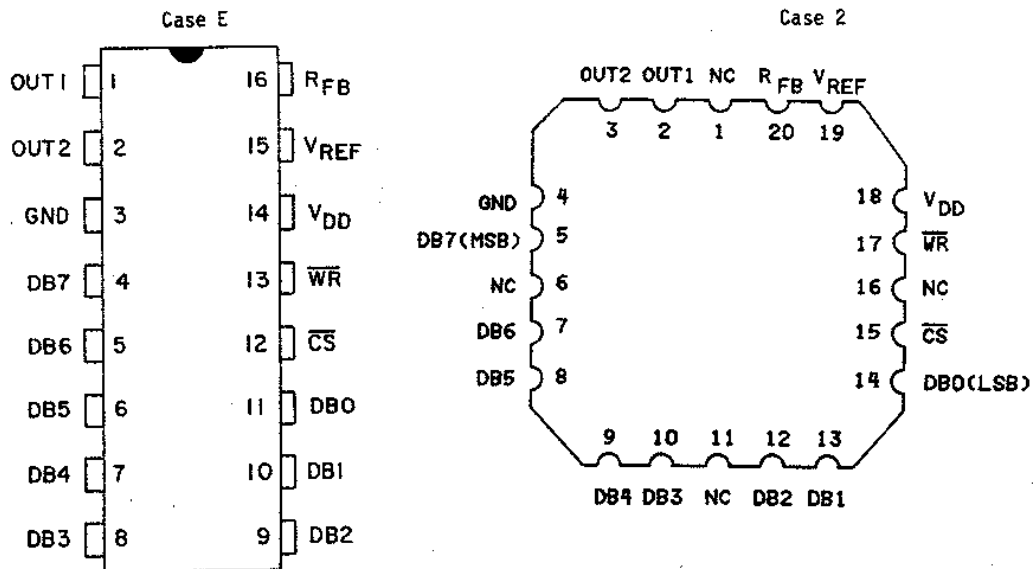 Case E
OUT1 1 16 RFB
OUT2 2 15 VREF
GND 3 14 VDD
DB7 4 13 WR
DB6 5 12 CS
DB5 6 11 DB0
DB4 7 10 DB1
DB3 8 9 DB2
Case 2
OUT2 OUT1 NC RFB VREF
3 2 1 20 19
GND 4 18 VDD
DB7(MSB) 5 17 WR
NC 6 16 NC
DB6 7 15 CS
DB5 8 14 DB0(LSB)
9 10 11 12 13
DB4 DB3 NC DB2 DB1